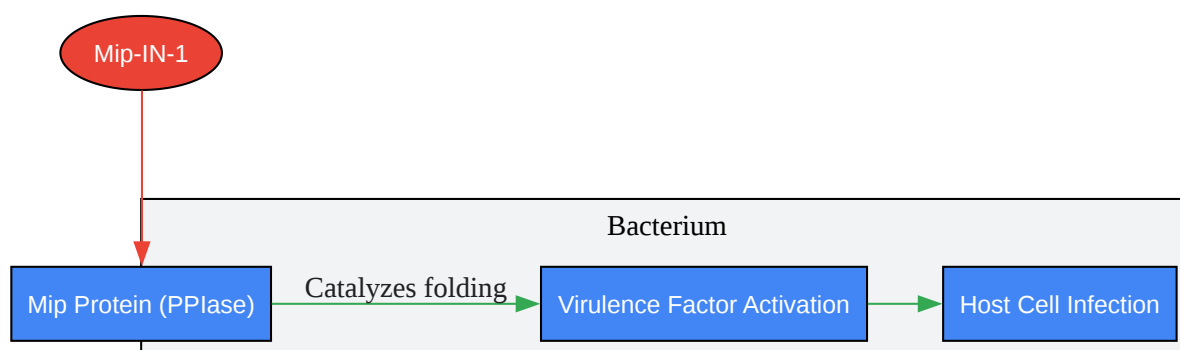 Mip-IN-1
Bacterium
Catalyzes folding
Mip Protein (PPIase)
Virulence Factor Activation
Host Cell Infection